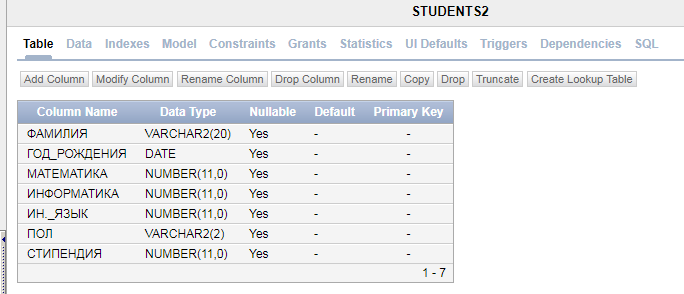 STUDENTS2
Table Data Indexes Model Constraints Grants Statistics UI Defaults Triggers Dependencies SQL
Add Column Modify Column Rename Column Drop Column Rename Copy Drop Truncate Create Lookup Table
Column Name Data Type Nullable Default Primary Key
ФАМИЛИЯ VARCHAR2(20) Yes - -
ГОД_РОЖДЕНИЯ DATE Yes - -
МАТЕМАТИКА NUMBER(11,0) Yes - -
ИНФОРМАТИКА NUMBER(11,0) Yes - -
ИН._ЯЗЫК NUMBER(11,0) Yes - -
ПОЛ VARCHAR2(2) Yes - -
СТИПЕНДИЯ NUMBER(11,0) Yes - -
1 - 7